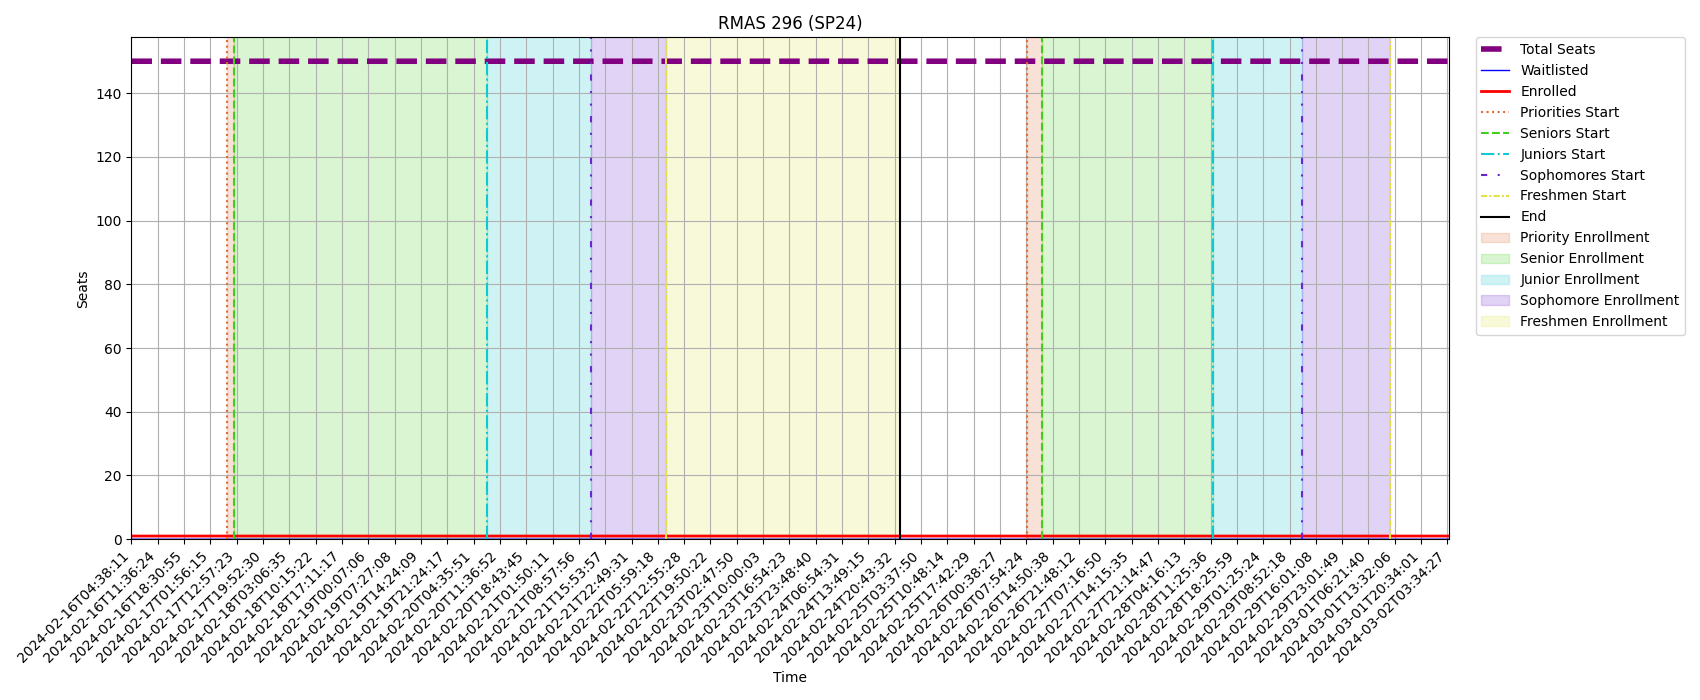 RMAS 296 (SP24)
Total Seats
Waitlisted
Enrolled
Priorities Start
Seniors Start
Juniors Start
Sophomores Start
Freshmen Start
End
Priority Enrollment
Senior Enrollment
Junior Enrollment
Sophomore Enrollment
Freshmen Enrollment
Seats
140
120
100
80
60
40
20
0
2024-02-16T04:38:11
2024-02-16T11:36:24
2024-02-16T18:30:55
2024-02-17T01:56:15
2024-02-17T12:57:23
2024-02-17T19:52:30
2024-02-18T03:06:35
2024-02-18T10:15:22
2024-02-18T17:11:17
2024-02-19T00:07:06
2024-02-19T07:27:08
2024-02-19T14:24:09
2024-02-19T21:24:17
2024-02-20T04:35:51
2024-02-20T11:36:52
2024-02-20T18:43:45
2024-02-21T01:50:11
2024-02-21T08:57:56
2024-02-21T15:53:57
2024-02-21T22:49:31
2024-02-22T05:59:18
2024-02-22T12:55:28
2024-02-22T19:50:22
2024-02-23T02:47:50
2024-02-23T10:00:03
2024-02-23T16:54:23
2024-02-23T23:48:40
2024-02-24T06:54:31
2024-02-24T13:49:15
2024-02-24T20:43:32
2024-02-25T03:37:50
2024-02-25T10:48:14
2024-02-25T17:42:29
2024-02-26T00:38:27
2024-02-26T07:54:24
2024-02-26T14:50:38
2024-02-26T21:48:12
2024-02-27T07:16:50
2024-02-27T14:15:35
2024-02-27T21:14:47
2024-02-28T04:16:13
2024-02-28T11:25:36
2024-02-28T18:25:59
2024-02-29T01:25:24
2024-02-29T08:52:18
2024-02-29T16:01:08
2024-02-29T23:01:49
2024-03-01T06:21:40
2024-03-01T13:32:06
2024-03-01T20:34:01
2024-03-02T03:34:27
Time